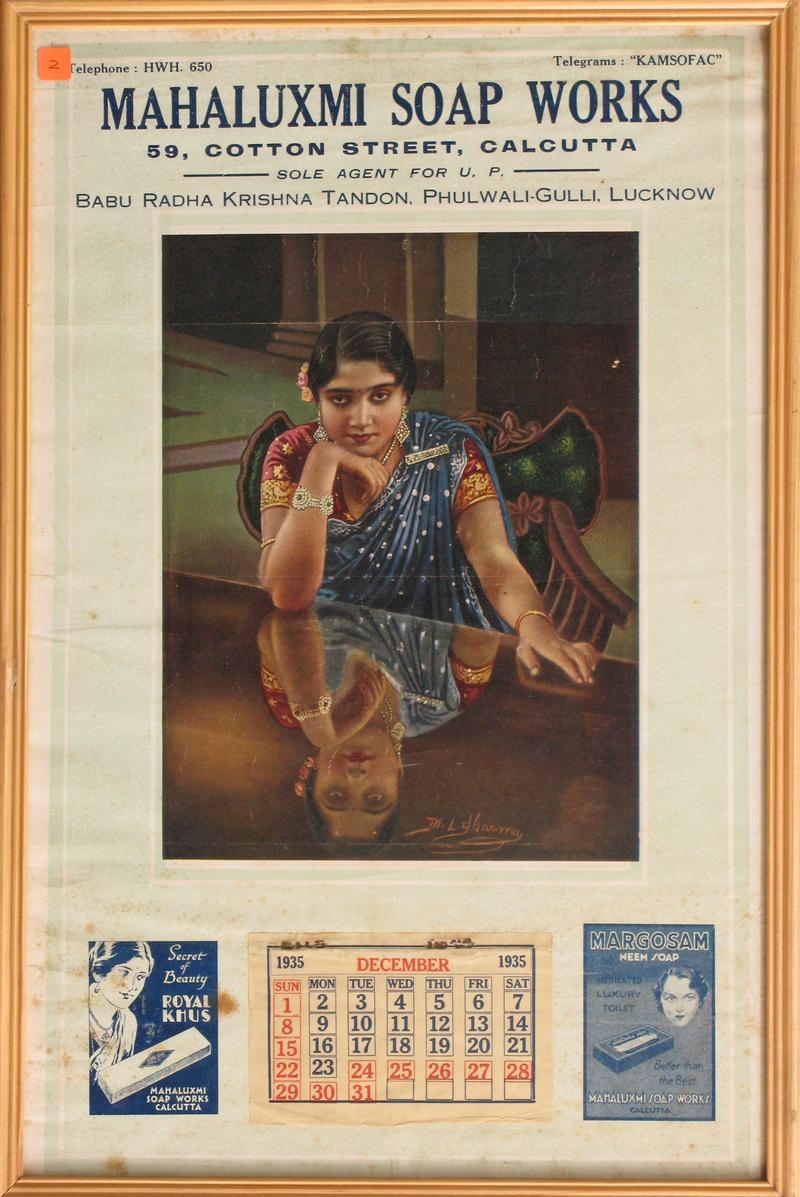 2
Telephone : HWH. 650
Telegrams : "KAMSOFAC"
MAHALUXMI SOAP WORKS
59, COTTON STREET, CALCUTTA
SOLE AGENT FOR U. P.
BABU RADHA KRISHNA TANDON, PHULWALI-GULLI, LUCKNOW
M. L Sharma
Secret
of
Beauty
ROYAL
KHUS
MAHALUXMI
SOAP WORKS
CALCUTTA
1935 DECEMBER 1935
SUN MON TUE WED THU FRI SAT
1 2 3 4 5 6 7
8 9 10 11 12 13 14
15 16 17 18 19 20 21
22 23 24 25 26 27 28
29 30 31
MARGOSAM
NEEM SOAP
MEDICATED
LUXURY
TOILET
Better than
the Best
MAHALUXMI SOAP WORKS
CALCUTTA